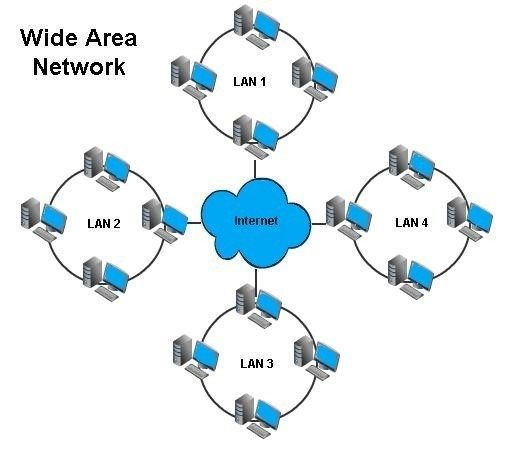 Wide Area
Network
LAN 1
LAN 2
Internet
LAN 4
LAN 3